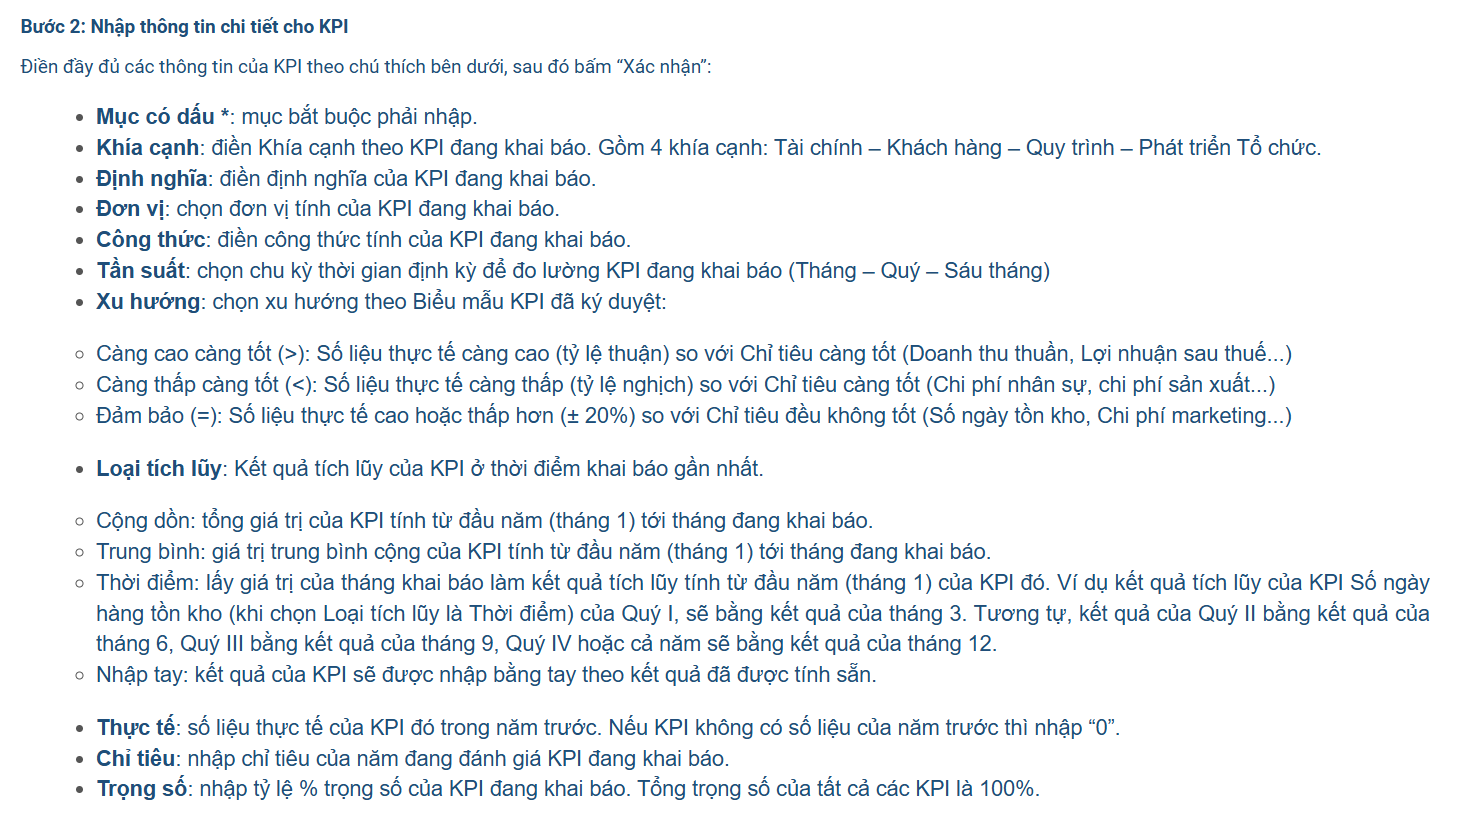 Bước 2: Nhập thông tin chi tiết cho KPI
Điền đầy đủ các thông tin của KPI theo chú thích bên dưới, sau đó bấm “Xác nhận”:
• Mục có dấu *: mục bắt buộc phải nhập.
• Khía cạnh: điền Khía cạnh theo KPI đang khai báo. Gồm 4 khía cạnh: Tài chính – Khách hàng – Quy trình – Phát triển Tổ chức.
• Định nghĩa: điền định nghĩa của KPI đang khai báo.
• Đơn vị: chọn đơn vị tính của KPI đang khai báo.
• Công thức: điền công thức tính của KPI đang khai báo.
• Tần suất: chọn chu kỳ thời gian định kỳ để đo lường KPI đang khai báo (Tháng – Quý – Sáu tháng)
• Xu hướng: chọn xu hướng theo Biểu mẫu KPI đã ký duyệt:
○ Càng cao càng tốt (>): Số liệu thực tế càng cao (tỷ lệ thuận) so với Chỉ tiêu càng tốt (Doanh thu thuần, Lợi nhuận sau thuế...)
○ Càng thấp càng tốt (<): Số liệu thực tế càng thấp (tỷ lệ nghịch) so với Chỉ tiêu càng tốt (Chi phí nhân sự, chi phí sản xuất...)
○ Đảm bảo (=): Số liệu thực tế cao hoặc thấp hơn (± 20%) so với Chỉ tiêu đều không tốt (Số ngày tồn kho, Chi phí marketing...)
• Loại tích lũy: Kết quả tích lũy của KPI ở thời điểm khai báo gần nhất.
○ Cộng dồn: tổng giá trị của KPI tính từ đầu năm (tháng 1) tới tháng đang khai báo.
○ Trung bình: giá trị trung bình cộng của KPI tính từ đầu năm (tháng 1) tới tháng đang khai báo.
○ Thời điểm: lấy giá trị của tháng khai báo làm kết quả tích lũy tính từ đầu năm (tháng 1) của KPI đó. Ví dụ kết quả tích lũy của KPI Số ngày
hàng tồn kho (khi chọn Loại tích lũy là Thời điểm) của Quý I, sẽ bằng kết quả của tháng 3. Tương tự, kết quả của Quý II bằng kết quả của
tháng 6, Quý III bằng kết quả của tháng 9, Quý IV hoặc cả năm sẽ bằng kết quả của tháng 12.
○ Nhập tay: kết quả của KPI sẽ được nhập bằng tay theo kết quả đã được tính sẵn.
• Thực tế: số liệu thực tế của KPI đó trong năm trước. Nếu KPI không có số liệu của năm trước thì nhập “0”.
• Chỉ tiêu: nhập chỉ tiêu của năm đang đánh giá KPI đang khai báo.
• Trọng số: nhập tỷ lệ % trọng số của KPI đang khai báo. Tổng trọng số của tất cả các KPI là 100%.